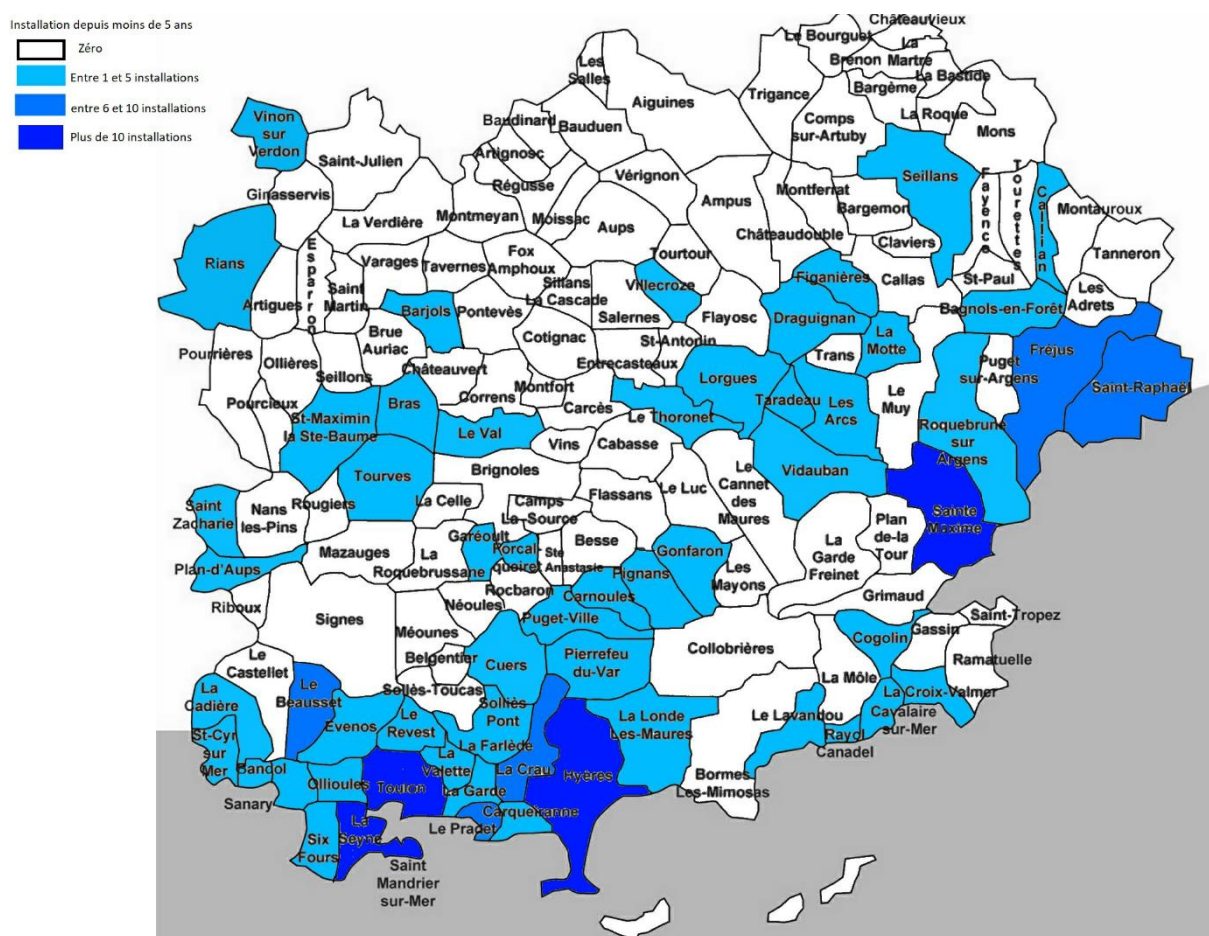 Installation depuis moins de 5 ans
Zéro
Entre 1 et 5 installations
entre 6 et 10 installations
Plus de 10 installations
Châteauvieux
Le Bourguet
La
Martre
Brenon
La Bastide
Bargème
Les
Salles
Aiguines
Trigance
Comps
sur-Artuby
La Roque
Mons
Vinon
sur
Verdon
Saint-Julien
Baudinard
Bauduen
Artignosc
Régusse
Vérignon
Ginasservis
La Verdière
Montmeyan
Moissac
Aups
Ampus
Montferrat
Bargemon
Châteaudouble
Claviers
Seillans
Fayence
Tourettes
Callian
Montauroux
Tanneron
Rians
Artigues
Esparron
Saint
Martin
Varages
Tavernes
Fox
Amphoux
Sillans
La Cascade
Tourtour
Villecroze
Salernes
Flayosc
Figanières
Callas
Draguignan
St-Paul
Les
Adrets
Bagnols-en-Forêt
Barjols
Pontevès
Brue
Auriac
Cotignac
St-Antonin
Entrecasteaux
Trans
La
Motte
Puget
sur-Argens
Fréjus
Saint-Raphaël
Pourrières
Ollières
Seillons
Châteauvert
Correns
Montfort
Carcès
Lorgues
Taradeau
Les
Arcs
Le
Muy
Roquebrune
sur
Argens
Pourcieux
St-Maximin
la Ste-Baume
Bras
Le Val
Vins
Le
Thoronet
Cabasse
Vidauban
Tourves
Brignoles
Le
Cannet
des
Maures
Le Luc
Sainte
Maxime
Saint
Zacharie
Nans
les-Pins
Rougiers
La Celle
Camps
La-Source
Flassans
Plan
de-la
Tour
La
Garde
Freinet
Mazauges
La
Roquebrussane
Garéoult
Forcal-
queiret
Ste
Anastasie
Besse
Gonfaron
Plan-d'Aups
Les
Mayons
Pignans
Rocbaron
Carnoules
Riboux
Signes
Néoules
Puget-Ville
Méounes
Grimaud
Saint-Tropez
Cogolin
Gassin
Ramatuelle
Belgentier
Cuers
Pierrefeu
du-Var
Collobrières
La Môle
La Croix-Valmer
Le
Castellet
Le
Beausset
Solliès-Toucas
Solliès
Pont
La
Cadière
Evenos
Le
Revest
La Farlède
La Londe
Les-Maures
Le Lavandou
Cavalaire
sur-Mer
Rayol
Canadel
St-Cyr
sur
Mer
Bandol
Ollioules
Toulon
La
Valette
La Crau
Hyères
La Garde
Bormes
Les-Mimosas
Sanary
Carqueiranne
Le Pradet
Six
Fours
La
Seyne
Saint
Mandrier
sur-Mer